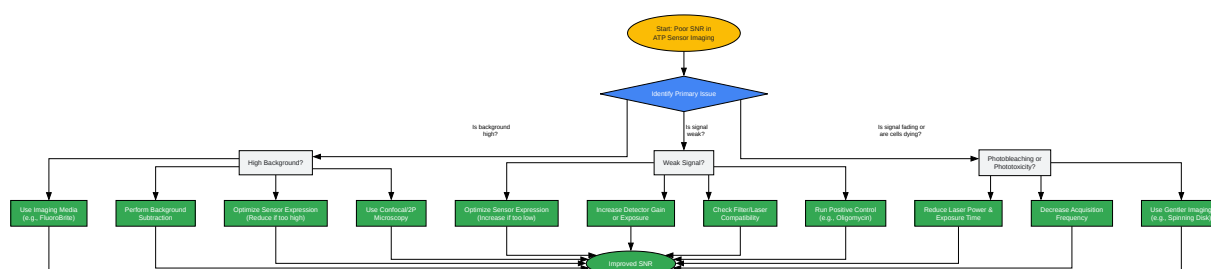 Start: Poor SNR in
ATP Sensor Imaging
Identify Primary Issue
Is background
high?
Is signal
weak?
Is signal fading or
are cells dying?
High Background?
Weak Signal?
Photobleaching or
Phototoxicity?
Use Imaging Media
(e.g., FluoroBrite)
Perform Background
Subtraction
Optimize Sensor Expression
(Reduce if too high)
Use Confocal/2P
Microscopy
Optimize Sensor Expression
(Increase if too low)
Increase Detector Gain
or Exposure
Check Filter/Laser
Compatibility
Run Positive Control
(e.g., Oligomycin)
Reduce Laser Power &
Exposure Time
Decrease Acquisition
Frequency
Use Gentler Imaging
(e.g., Spinning Disk)
Improved SNR